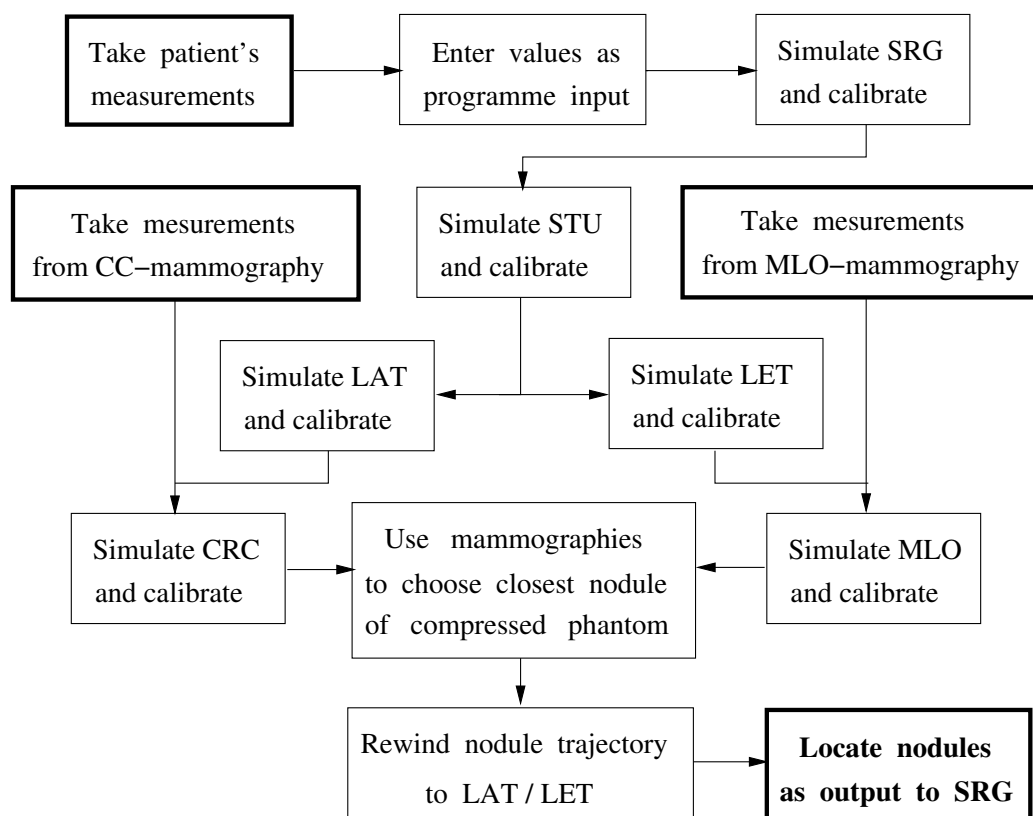 Take patient's
measurements
Enter values as
programme input
Simulate SRG
and calibrate
Take mesurements
from CC−mammography
Simulate STU
and calibrate
Take mesurements
from MLO−mammography
Simulate LAT
and calibrate
Simulate LET
and calibrate
Simulate CRC
and calibrate
Use mammographies
to choose closest nodule
of compressed phantom
Simulate MLO
and calibrate
Rewind nodule trajectory
to LAT / LET
Locate nodules
as output to SRG